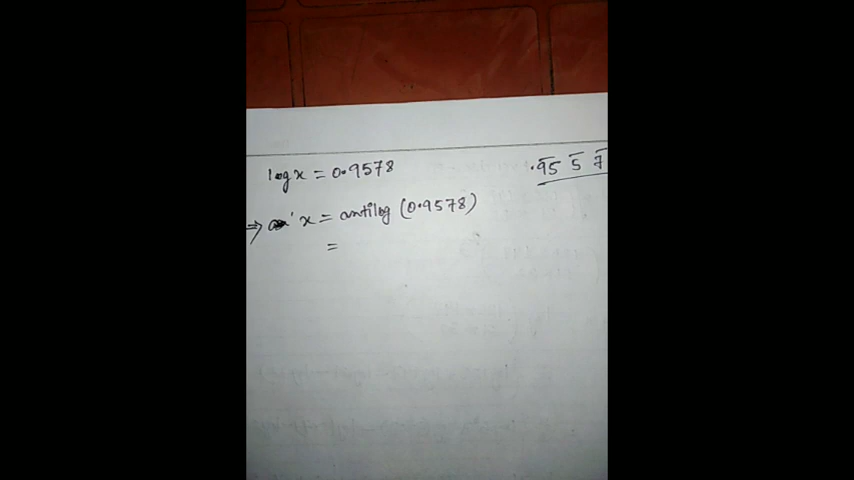 log x = 0.9578 .95 5 7
⇒ x = antilog (0.9578)
=